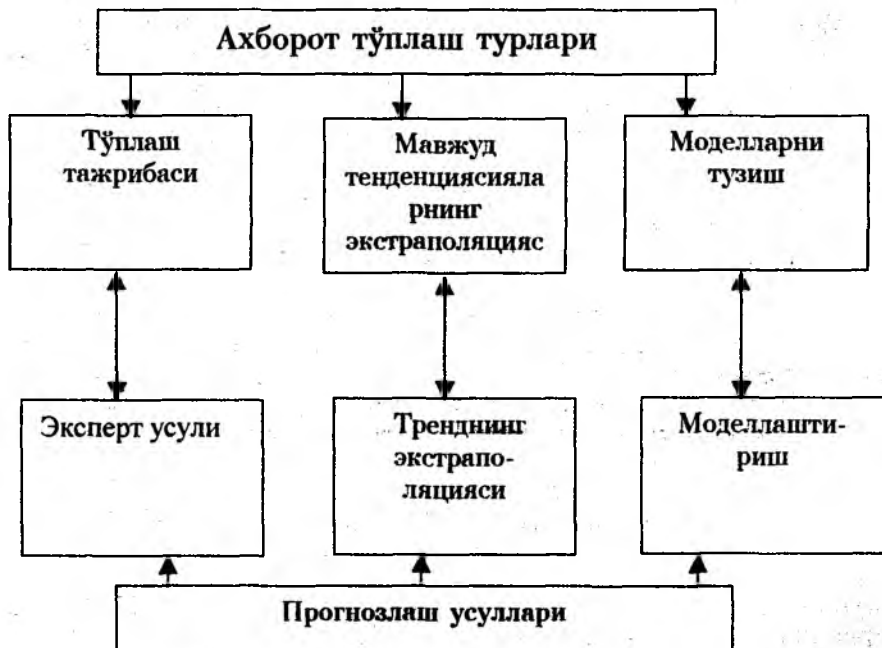 Ахборот тўплаш турлари
Тўплаш
тажрибаси
Мавжуд
тенденциясияла
рнинг
экстраполяцияс
Моделларни
тузиш
Эксперт усули
Тренднинг
экстрапо-
ляцияси
Моделлашти-
риш
Прогнозлаш усуллари